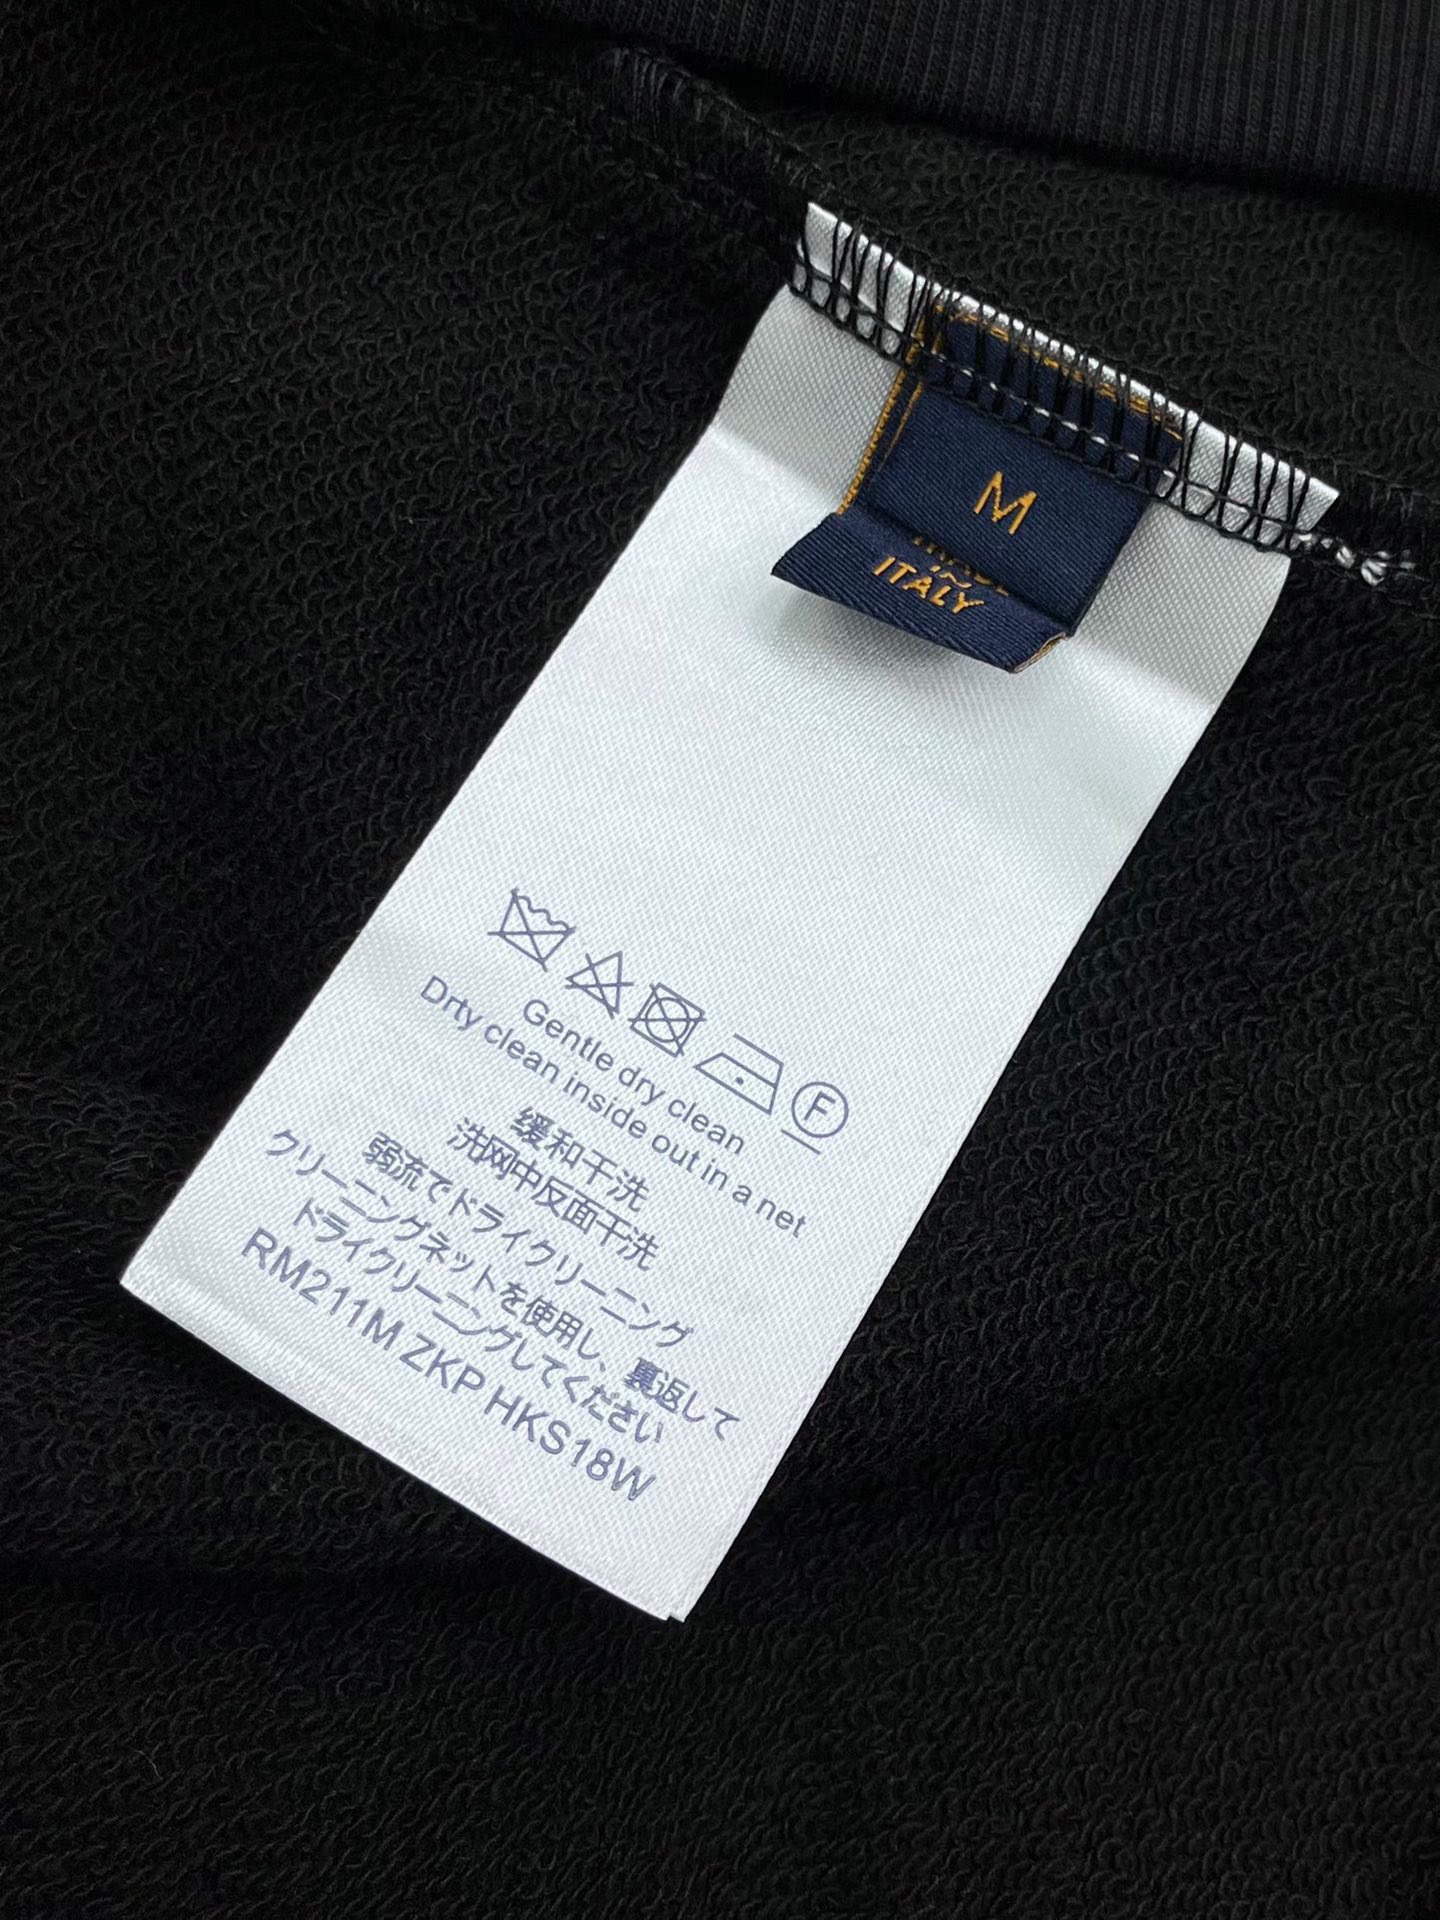 M
MADE
in
ITALY
F
Gentle dry clean
Drty clean inside out in a net
缓和干洗
洗网中反面干洗
弱流でドライクリーニング
クリーニングネットを使用し、裏返して
ドライクリーニングしてください
RM211M ZKP HKS18W